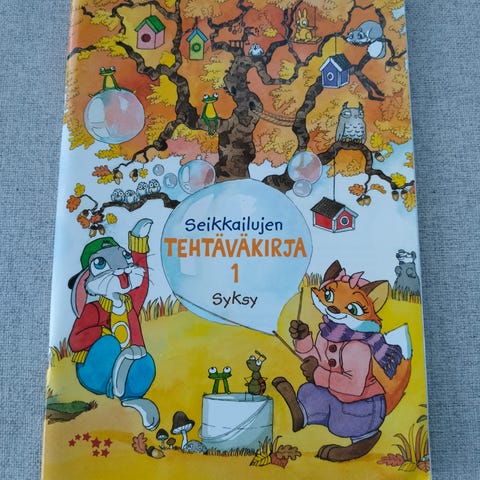 Seikkailujen
TEHTÄVÄKIRJA
1
Syksy